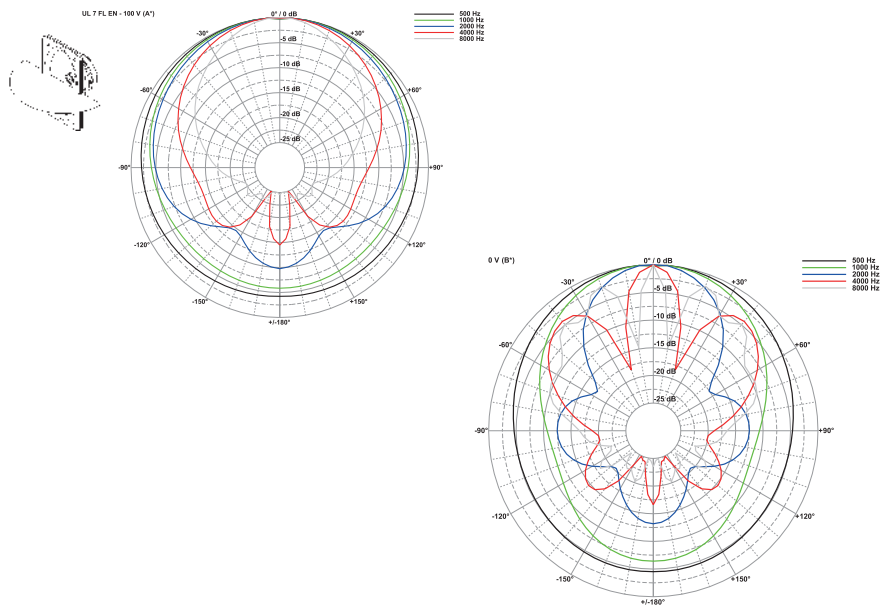 UL 7 FL EN - 100 V (A°)
0° / 0 dB
500 Hz
1000 Hz
2000 Hz
4000 Hz
8000 Hz
-30°
+30°
-5 dB
-10 dB
-60°
+60°
-15 dB
-20 dB
-25 dB
-90°
+90°
-120°
+120°
-150°
+150°
+/-180°
0 V (B°)
0° / 0 dB
500 Hz
1000 Hz
2000 Hz
4000 Hz
8000 Hz
-30°
+30°
-5 dB
-10 dB
-60°
+60°
-15 dB
-20 dB
-25 dB
-90°
+90°
-120°
+120°
-150°
+150°
+/-180°